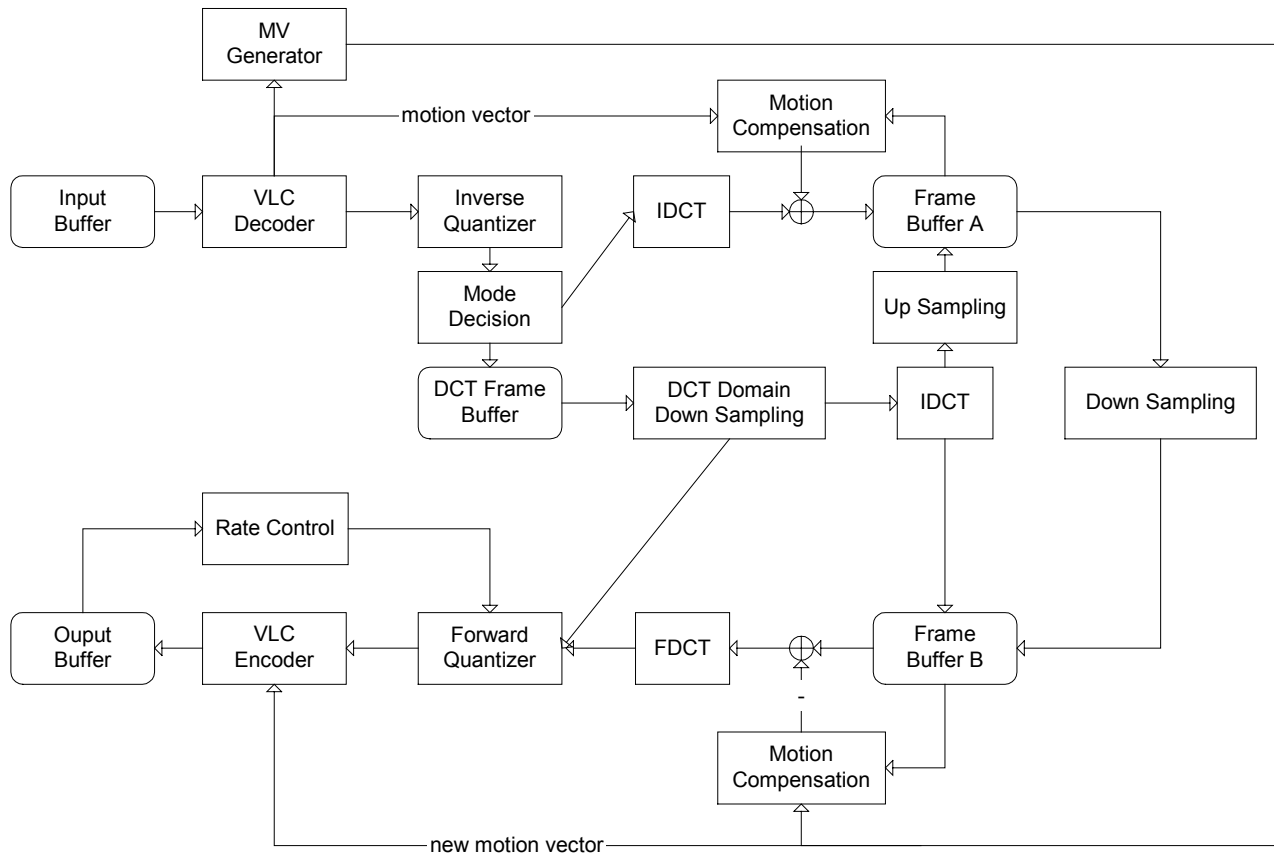 MV
Generator
motion vector
Motion
Compensation
Input
Buffer
VLC
Decoder
Inverse
Quantizer
IDCT
Frame
Buffer A
Mode
Decision
Up Sampling
DCT Frame
Buffer
DCT Domain
Down Sampling
IDCT
Down Sampling
Rate Control
Ouput
Buffer
VLC
Encoder
Forward
Quantizer
FDCT
Frame
Buffer B
-
Motion
Compensation
new motion vector